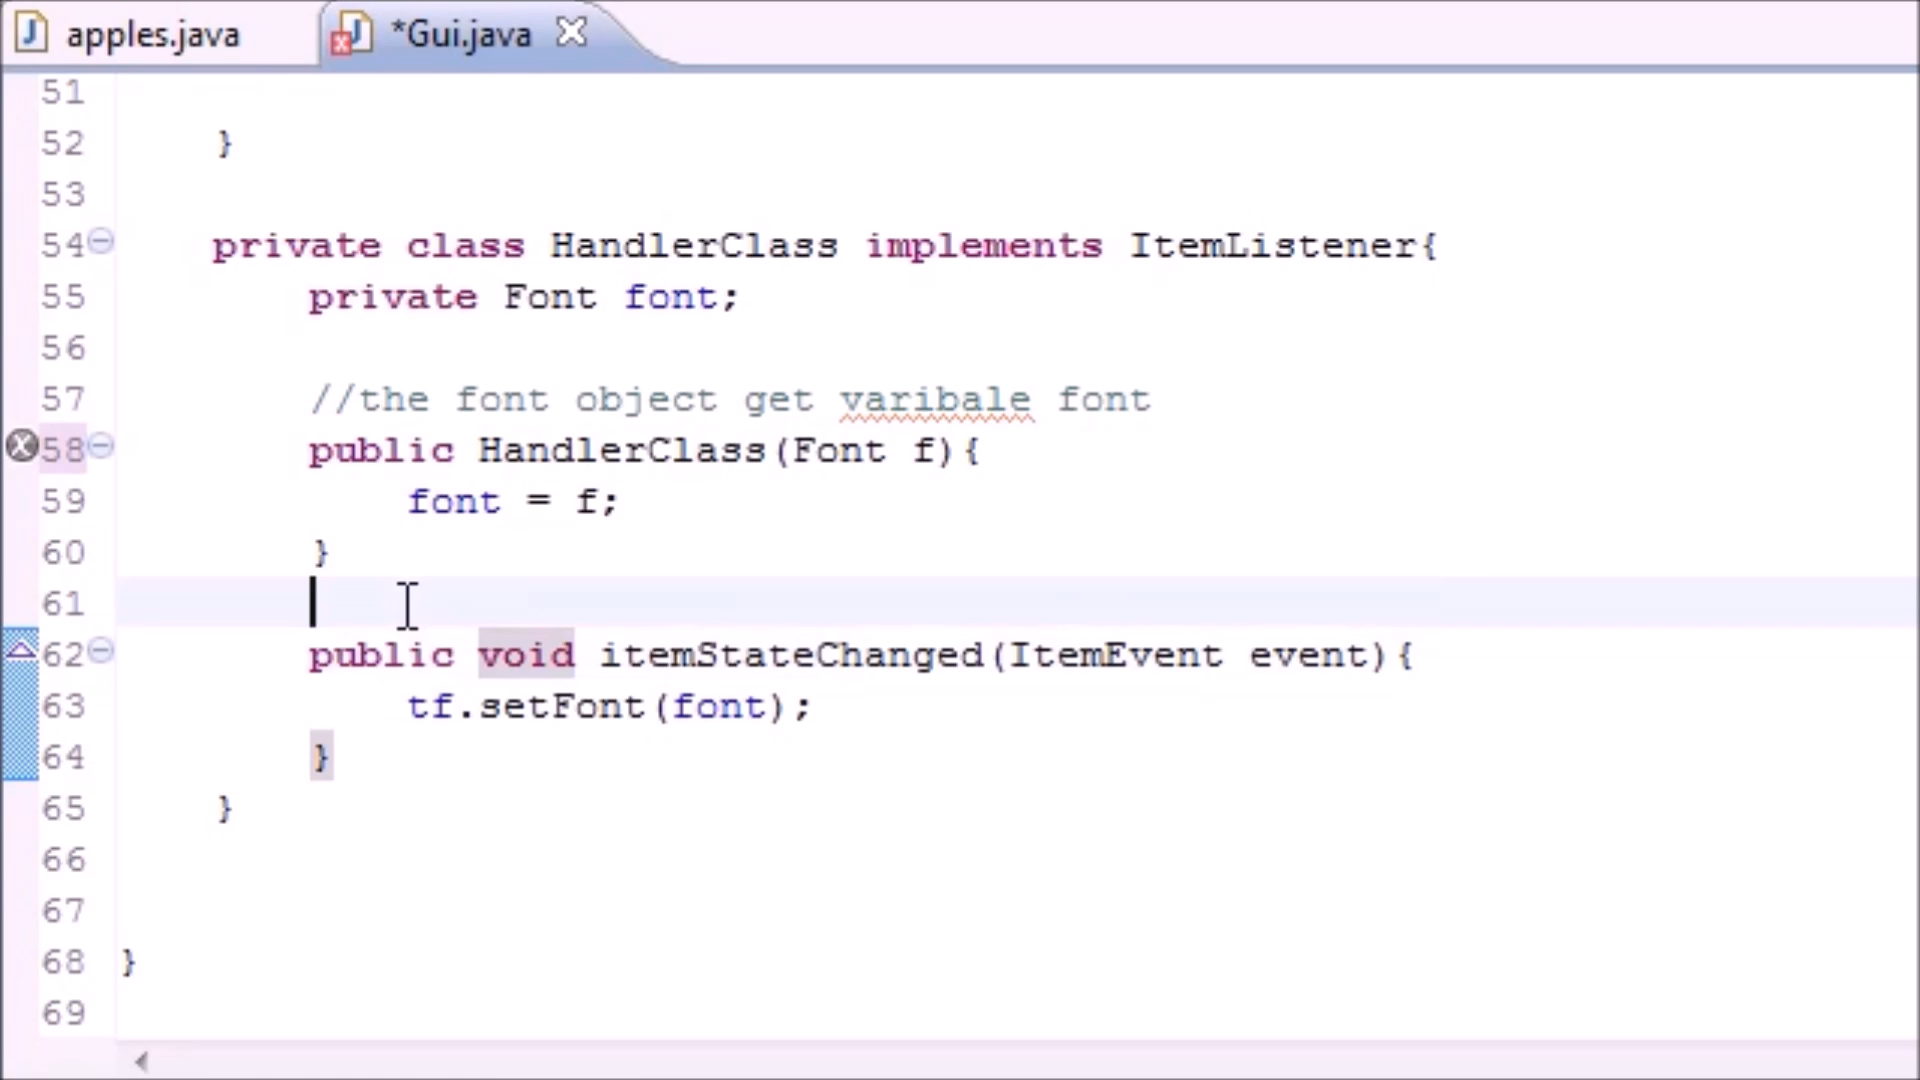 apples.java *Gui.java
51
52 }
53
54 private class HandlerClass implements ItemListener{
55 private Font font;
56
57 //the font object get varibale font
58 public HandlerClass(Font f){
59 font = f;
60 }
61
62 public void itemStateChanged(ItemEvent event){
63 tf.setFont(font);
64 }
65 }
66
67
68 }
69